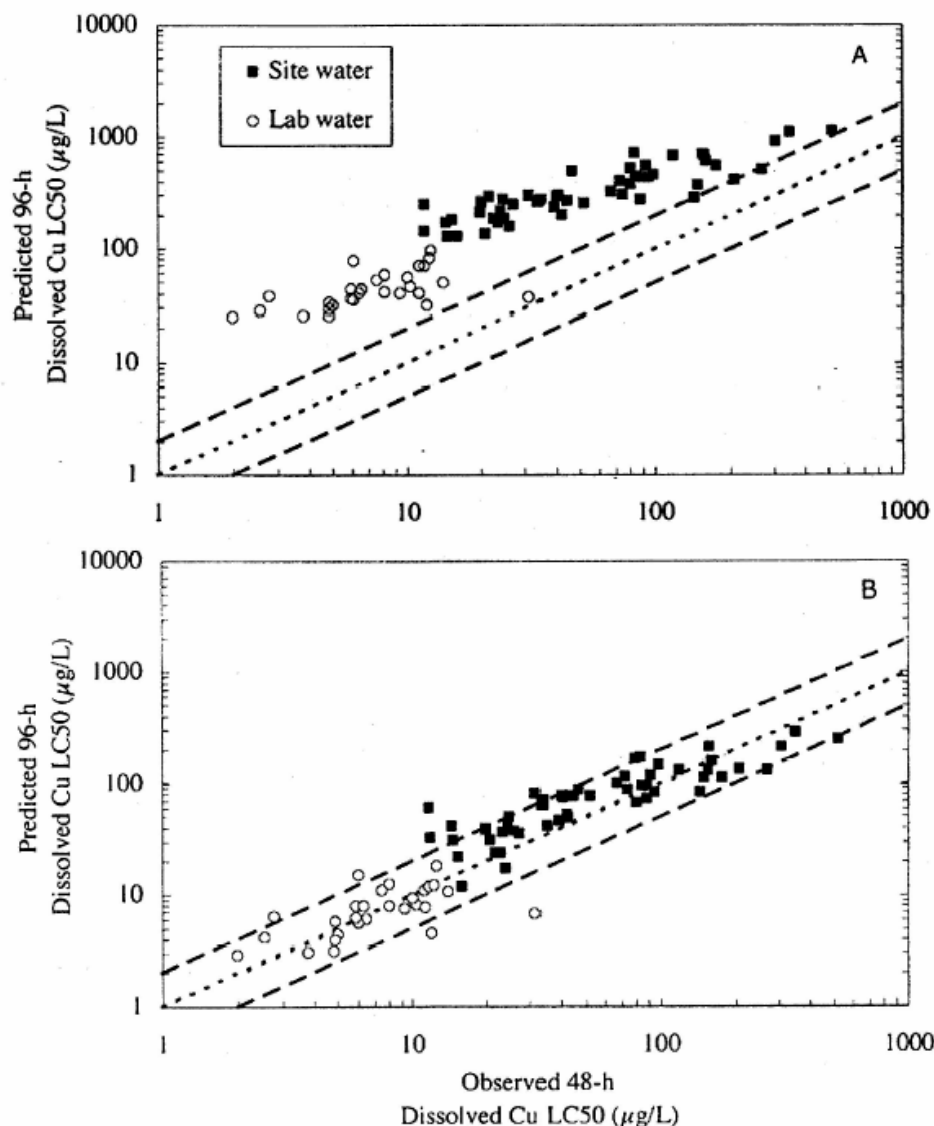 10000
A
Site water
Lab water
1000
100
10
1
Predicted 96-h
Dissolved Cu LC50 (µg/L)
1 10 100 1000
10000
B
1000
100
10
1
Predicted 96-h
Dissolved Cu LC50 (µg/L)
1 10 100 1000
Observed 48-h
Dissolved Cu LC50 (µg/L)